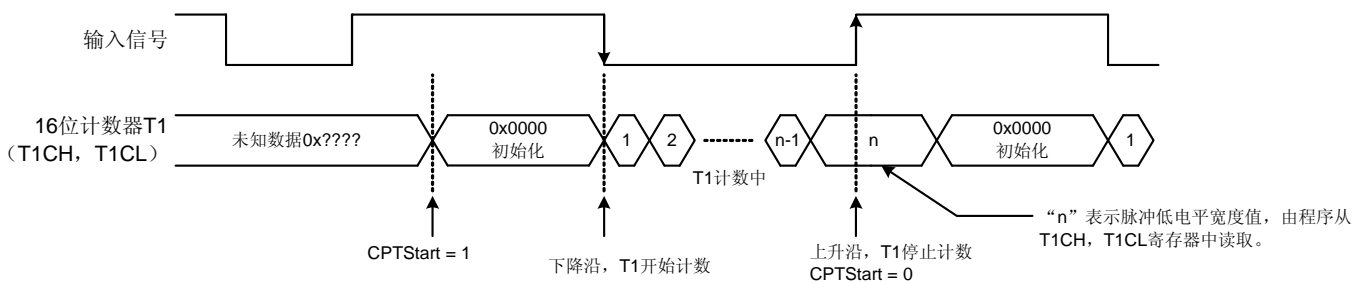 输入信号
16位计数器T1
（T1CH，T1CL）
未知数据0x????
0x0000
初始化
1
2
T1计数中
n-1
n
0x0000
初始化
1
CPTStart = 1
下降沿，T1开始计数
上升沿，T1停止计数
CPTStart = 0
“n”表示脉冲低电平宽度值，由程序从
T1CH，T1CL寄存器中读取。